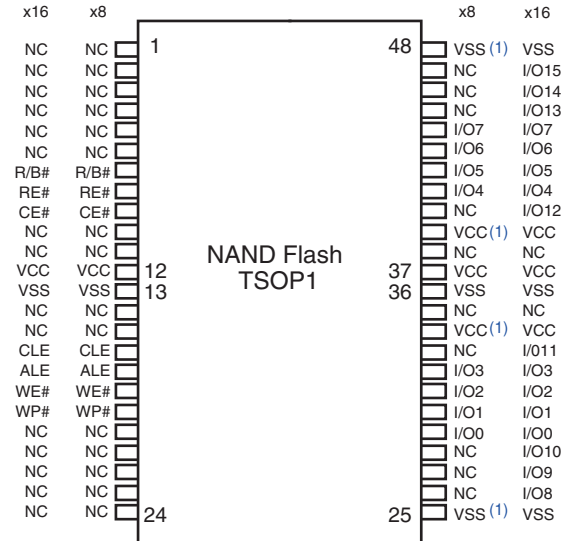 x16 x8 x8 x16
NC NC 1 48 VSS (1) VSS
NC NC NC I/O15
NC NC NC I/O14
NC NC NC I/O13
NC NC I/O7 I/O7
NC NC I/O6 I/O6
R/B# R/B# I/O5 I/O5
RE# RE# I/O4 I/O4
CE# CE# NC I/O12
NC NC VCC (1) VCC
NC NC NAND Flash NC NC
VCC VCC 12 TSOP1 37 VCC VCC
VSS VSS 13 36 VSS VSS
NC NC NC NC
NC NC VCC (1) VCC
CLE CLE NC I/011
ALE ALE I/O3 I/O3
WE# WE# I/O2 I/O2
WP# WP# I/O1 I/O1
NC NC I/O0 I/O0
NC NC NC I/O10
NC NC NC I/O9
NC NC NC I/O8
NC NC 24 25 VSS (1) VSS